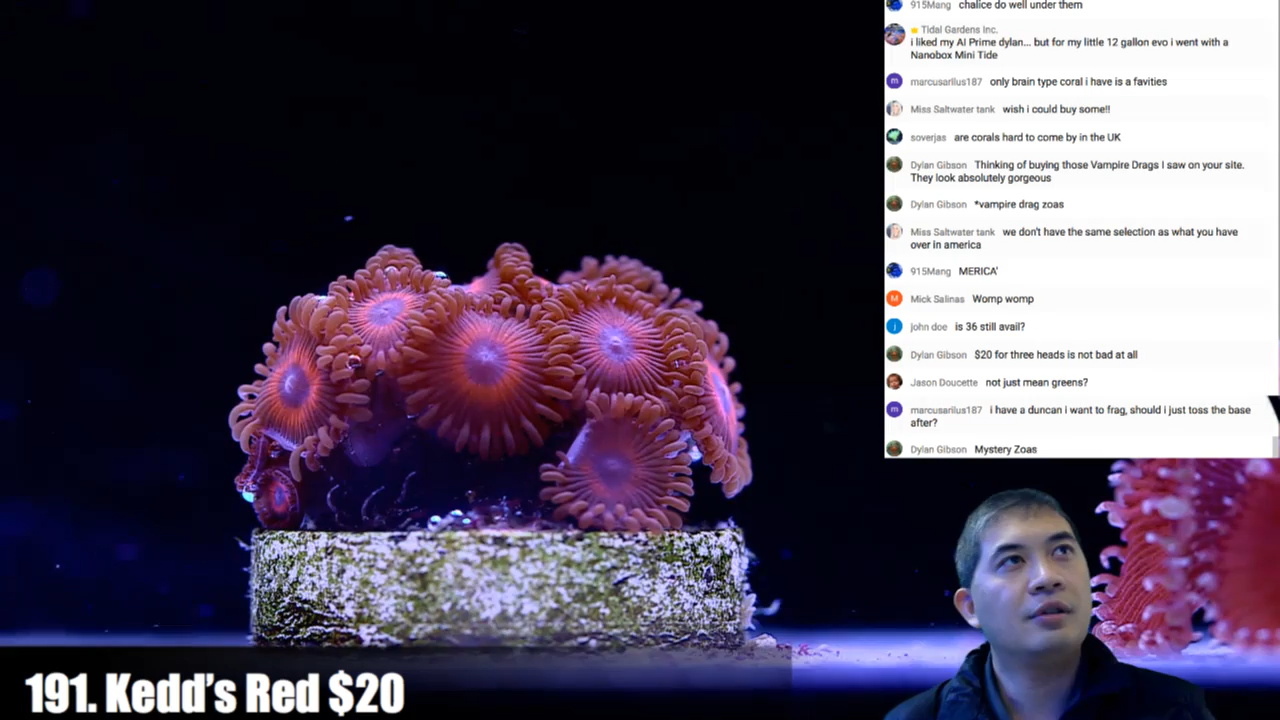 915Mang chalice do well under them
Tidal Gardens Inc.
i liked my AI Prime dylan... but for my little 12 gallon evo i went with a
Nanobox Mini Tide
m marcusarilus187 only brain type coral i have is a favities
Miss Saltwater tank wish i could buy some!!
soverjas are corals hard to come by in the UK
Dylan Gibson Thinking of buying those Vampire Drags I saw on your site.
They look absolutely gorgeous
Dylan Gibson *vampire drag zoas
Miss Saltwater tank we don't have the same selection as what you have
over in america
915Mang MERICA'
M Mick Salinas Womp womp
j john doe is 36 still avail?
Dylan Gibson $20 for three heads is not bad at all
Jason Doucette not just mean greens?
m marcusarilus187 i have a duncan i want to frag, should i just toss the base
after?
Dylan Gibson Mystery Zoas
191. Kedd's Red $20